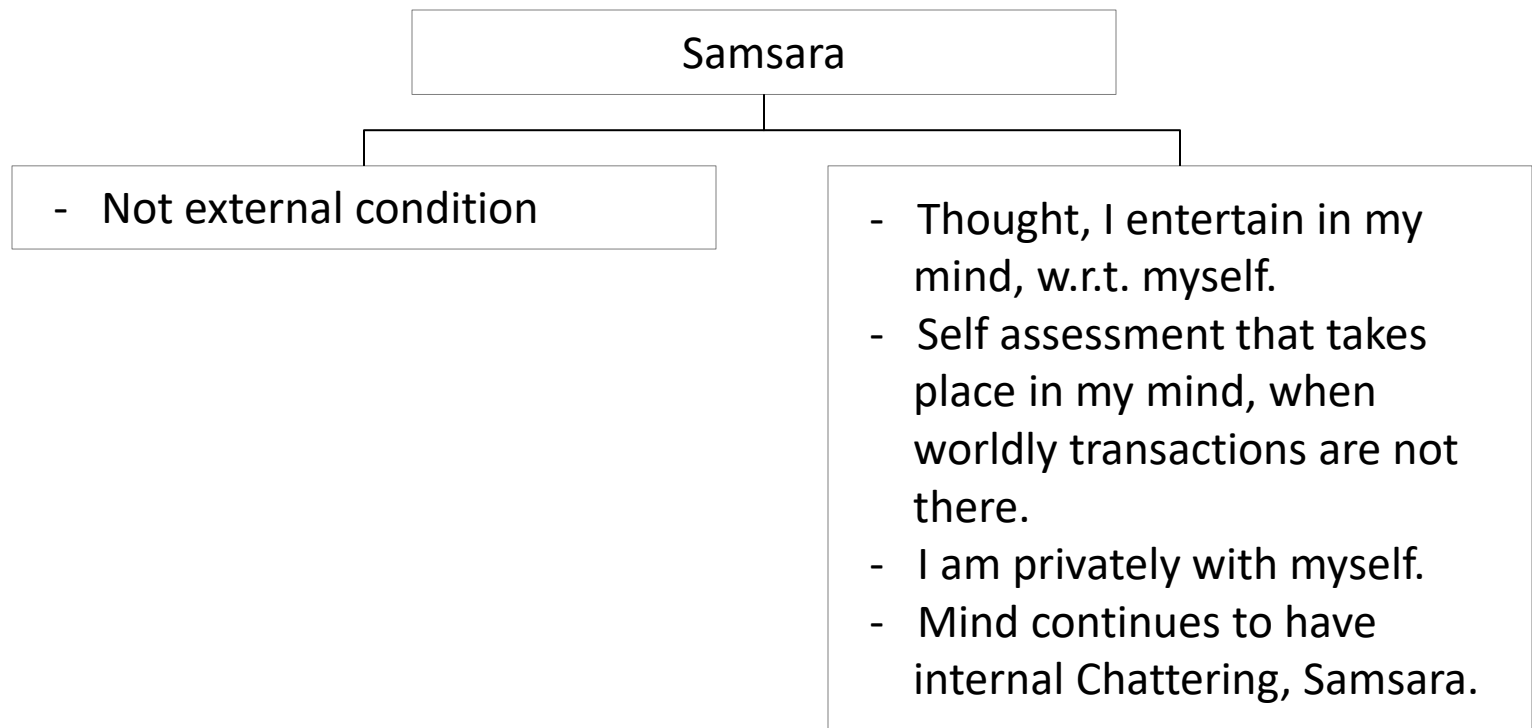 Samsara
- Not external condition
- Thought, I entertain in my
mind, w.r.t. myself.
- Self assessment that takes
place in my mind, when
worldly transactions are not
there.
- I am privately with myself.
- Mind continues to have
internal Chattering, Samsara.